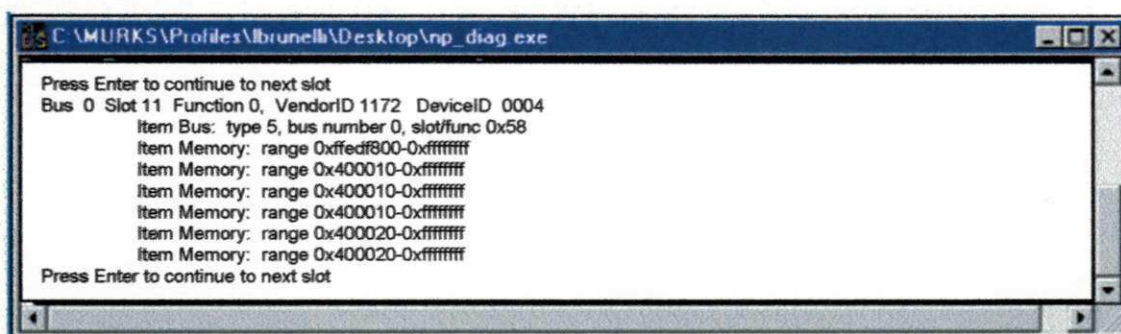 C:\MURKS\Profiles\lbrunelli\Desktop\np_diag.exe
Press Enter to continue to next slot
Bus 0 Slot 11 Function 0, VendorID 1172 DeviceID 0004
Item Bus: type 5, bus number 0, slot/func 0x58
Item Memory: range 0xffedf800-0xffffffff
Item Memory: range 0x400010-0xffffffff
Item Memory: range 0x400010-0xffffffff
Item Memory: range 0x400010-0xffffffff
Item Memory: range 0x400020-0xffffffff
Item Memory: range 0x400020-0xffffffff
Press Enter to continue to next slot